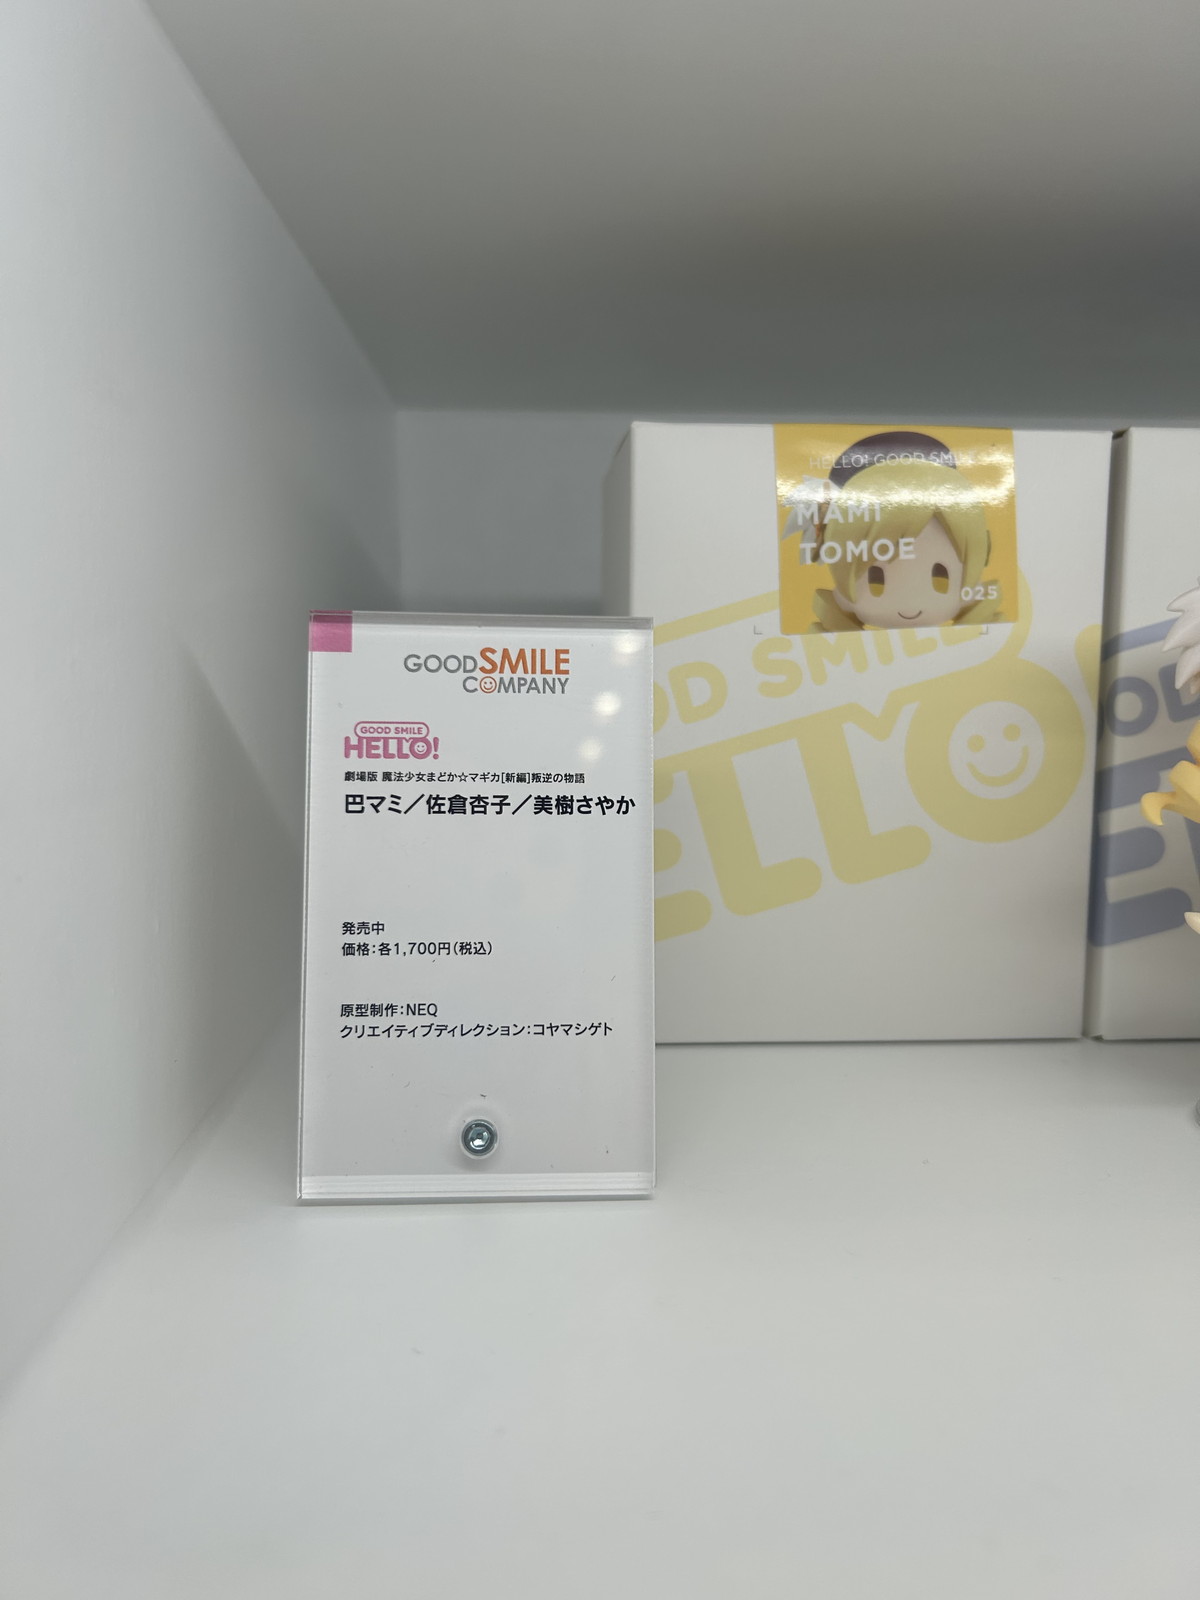 GOODSMILE
COMPANY
GOOD SMILE
HELLO!
劇場版 魔法少女まどか☆マギカ[新編]叛逆の物語
巴マミ／佐倉杏子／美樹さやか
発売中
価格:各1,700円(税込)
原型制作:NEQ
クリエイティブディレクション:コヤマシゲト
HELLO! GOOD SMILE
MAMI
TOMOE
025
OD SMILE
ELLO